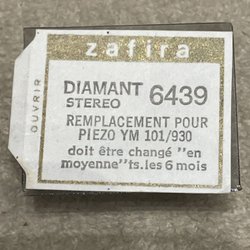 zafira
OUVRIR
DIAMANT 6439
STEREO
REMPLACEMENT POUR
PIEZO YM 101/930
doit être changé "en
moyenne"fs.les 6 mois